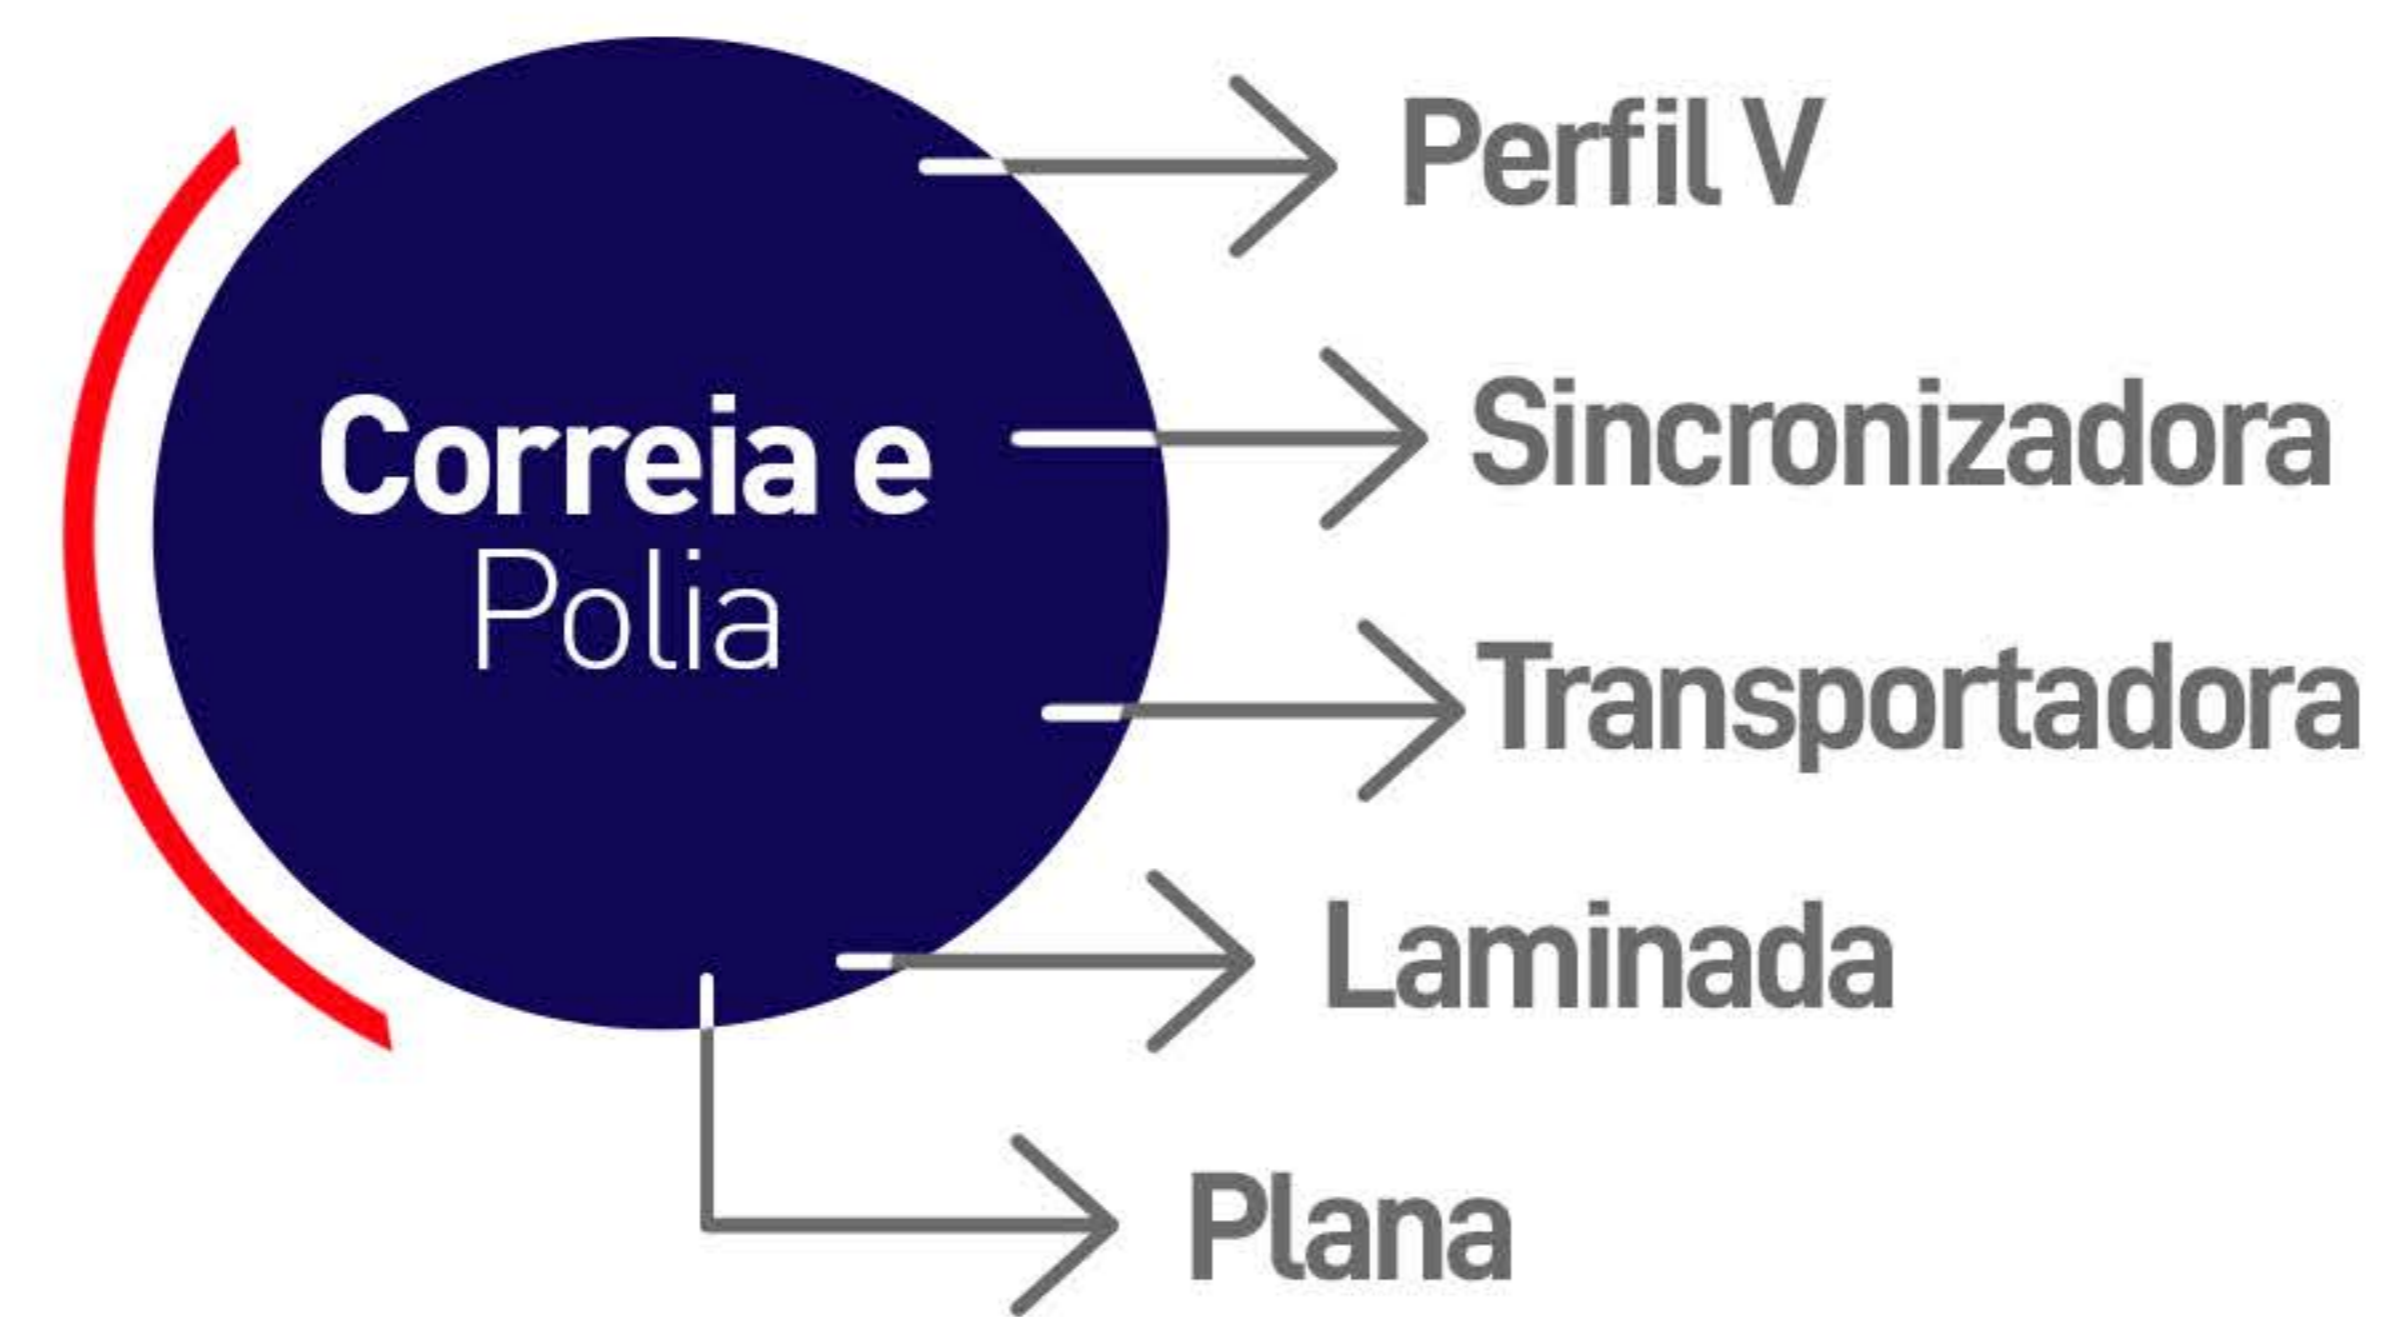 Correia e
Polia
Perfil V
Sincronizadora
Transportadora
Laminada
Plana